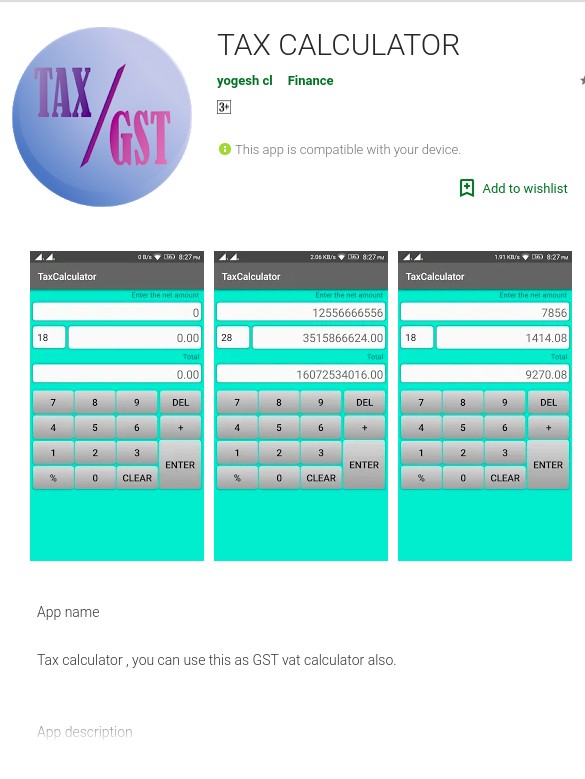 TAX CALCULATOR
TAX/GST
yogesh cl Finance
3+
This app is compatible with your device.
Add to wishlist
0 B/s 8:27 PM
TaxCalculator
Enter the net amount
0
18 0.00
Total
0.00
7 8 9 DEL
4 5 6 +
1 2 3 ENTER
% 0 CLEAR
2.06 KB/s 8:27 PM
TaxCalculator
Enter the net amount
12556666556
28 3515866624.00
Total
16072534016.00
7 8 9 DEL
4 5 6 +
1 2 3 ENTER
% 0 CLEAR
1.91 KB/s 8:27 PM
TaxCalculator
Enter the net amount
7856
18 1414.08
Total
9270.08
7 8 9 DEL
4 5 6 +
1 2 3 ENTER
% 0 CLEAR
App name
Tax calculator , you can use this as GST vat calculator also.
App description